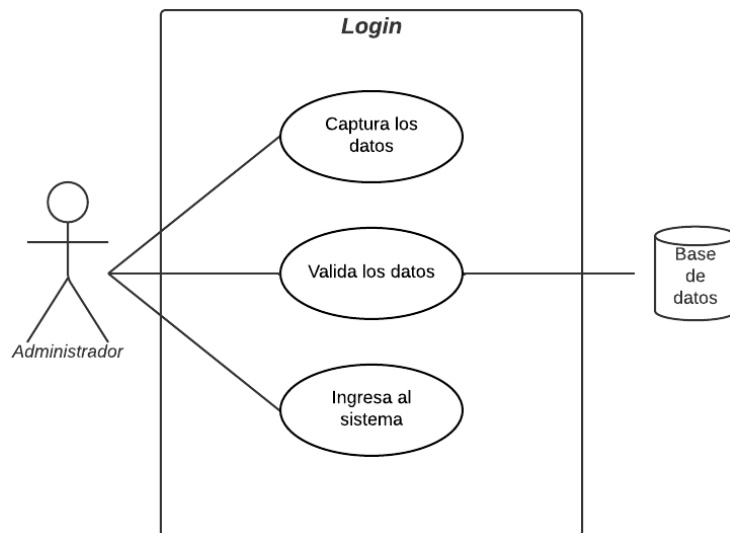 Login
Captura los
datos
Valida los datos
Base
de
datos
Administrador
Ingresa al
sistema